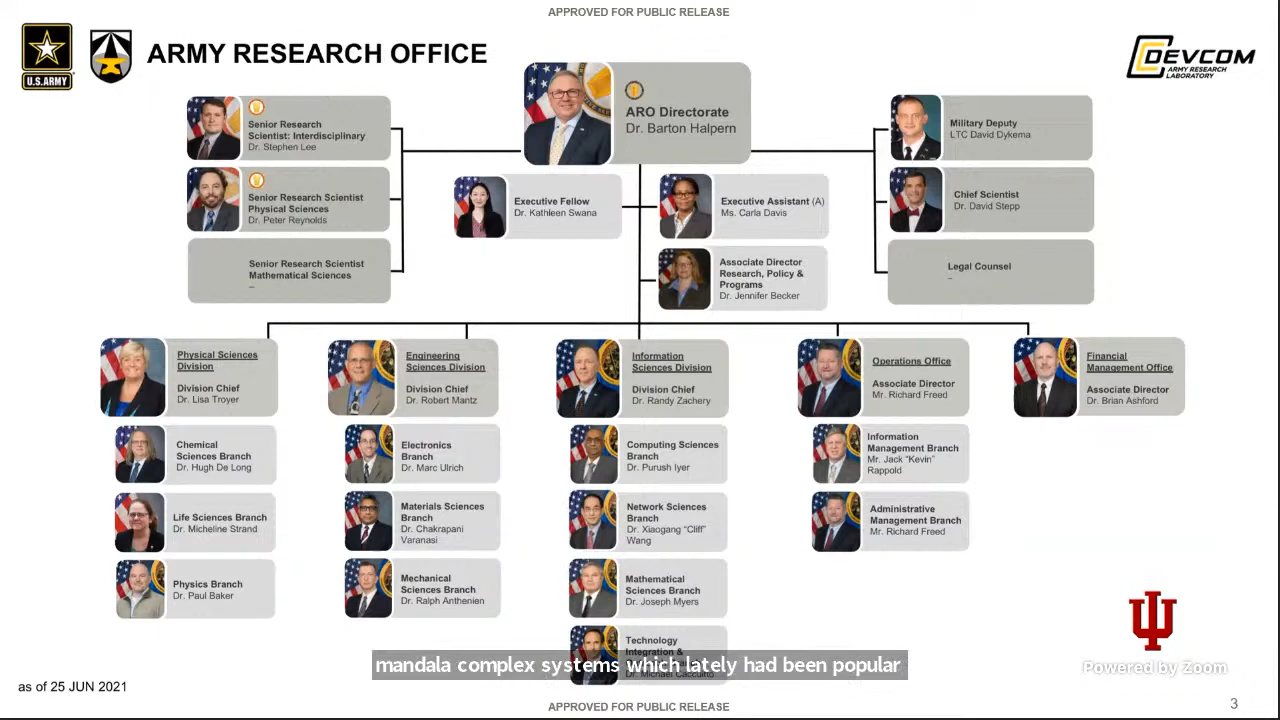 APPROVED FOR PUBLIC RELEASE
U.S.ARMY
ARMY RESEARCH OFFICE
DEVCOM
ARMY RESEARCH
LABORATORY
ARO Directorate
Dr. Barton Halpern
Senior Research
Scientist: Interdisciplinary
Dr. Stephen Lee
Senior Research Scientist
Physical Sciences
Dr. Peter Reynolds
Senior Research Scientist
Mathematical Sciences
–
Executive Fellow
Dr. Kathleen Swana
Executive Assistant (A)
Ms. Carla Davis
Associate Director
Research, Policy &
Programs
Dr. Jennifer Becker
Military Deputy
LTC David Dykema
Chief Scientist
Dr. David Stepp
Legal Counsel
–
Physical Sciences
Division
Division Chief
Dr. Lisa Troyer
Chemical
Sciences Branch
Dr. Hugh De Long
Life Sciences Branch
Dr. Micheline Strand
Physics Branch
Dr. Paul Baker
Engineering
Sciences Division
Division Chief
Dr. Robert Mantz
Electronics
Branch
Dr. Marc Ulrich
Materials Sciences
Branch
Dr. Chakrapani
Varanasi
Mechanical
Sciences Branch
Dr. Ralph Anthenien
Information
Sciences Division
Division Chief
Dr. Randy Zachery
Computing Sciences
Branch
Dr. Purush Iyer
Network Sciences
Branch
Dr. Xiaogang “Cliff”
Wang
Mathematical
Sciences Branch
Dr. Joseph Myers
Technology
Integration &
Dr. Michael Caccuitto
Operations Office
Associate Director
Mr. Richard Freed
Information
Management Branch
Mr. Jack “Kevin”
Rappold
Administrative
Management Branch
Mr. Richard Freed
Financial
Management Office
Associate Director
Dr. Brian Ashford
mandala complex systems which lately had been popular
Powered by Zoom
as of 25 JUN 2021
APPROVED FOR PUBLIC RELEASE
3